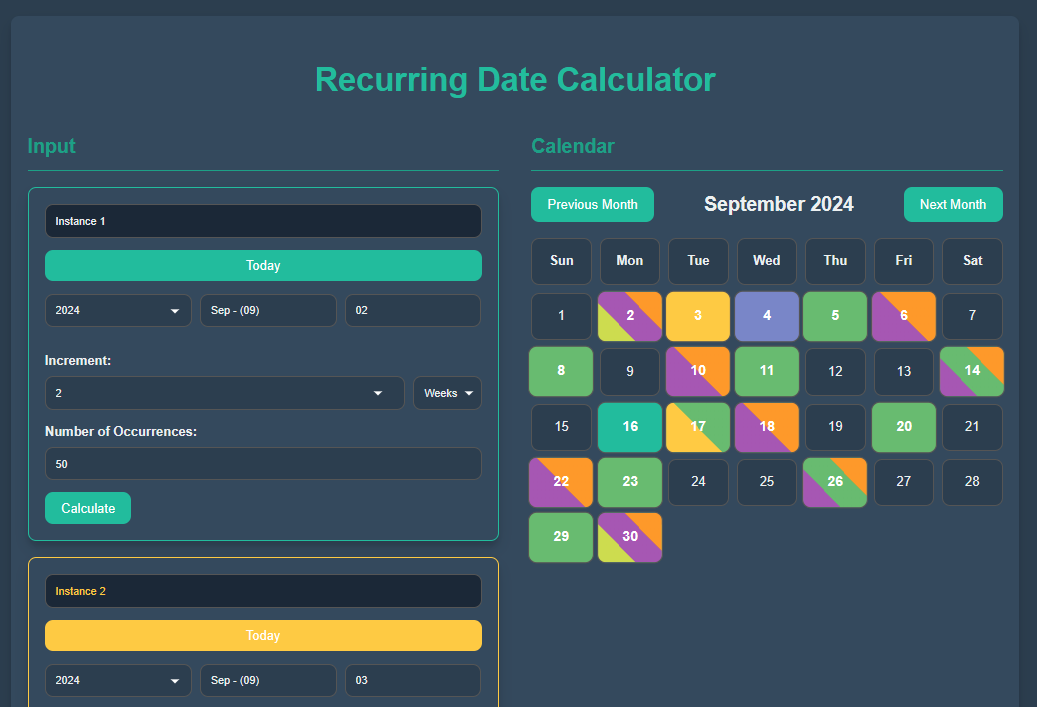 Recurring Date Calculator
Input
Instance 1
Today
2024 Sep - (09) 02
Increment:
2 Weeks
Number of Occurrences:
50
Calculate
Instance 2
Today
2024 Sep - (09) 03
Calendar
Previous Month September 2024 Next Month
Sun Mon Tue Wed Thu Fri Sat
1 2 3 4 5 6 7
8 9 10 11 12 13 14
15 16 17 18 19 20 21
22 23 24 25 26 27 28
29 30